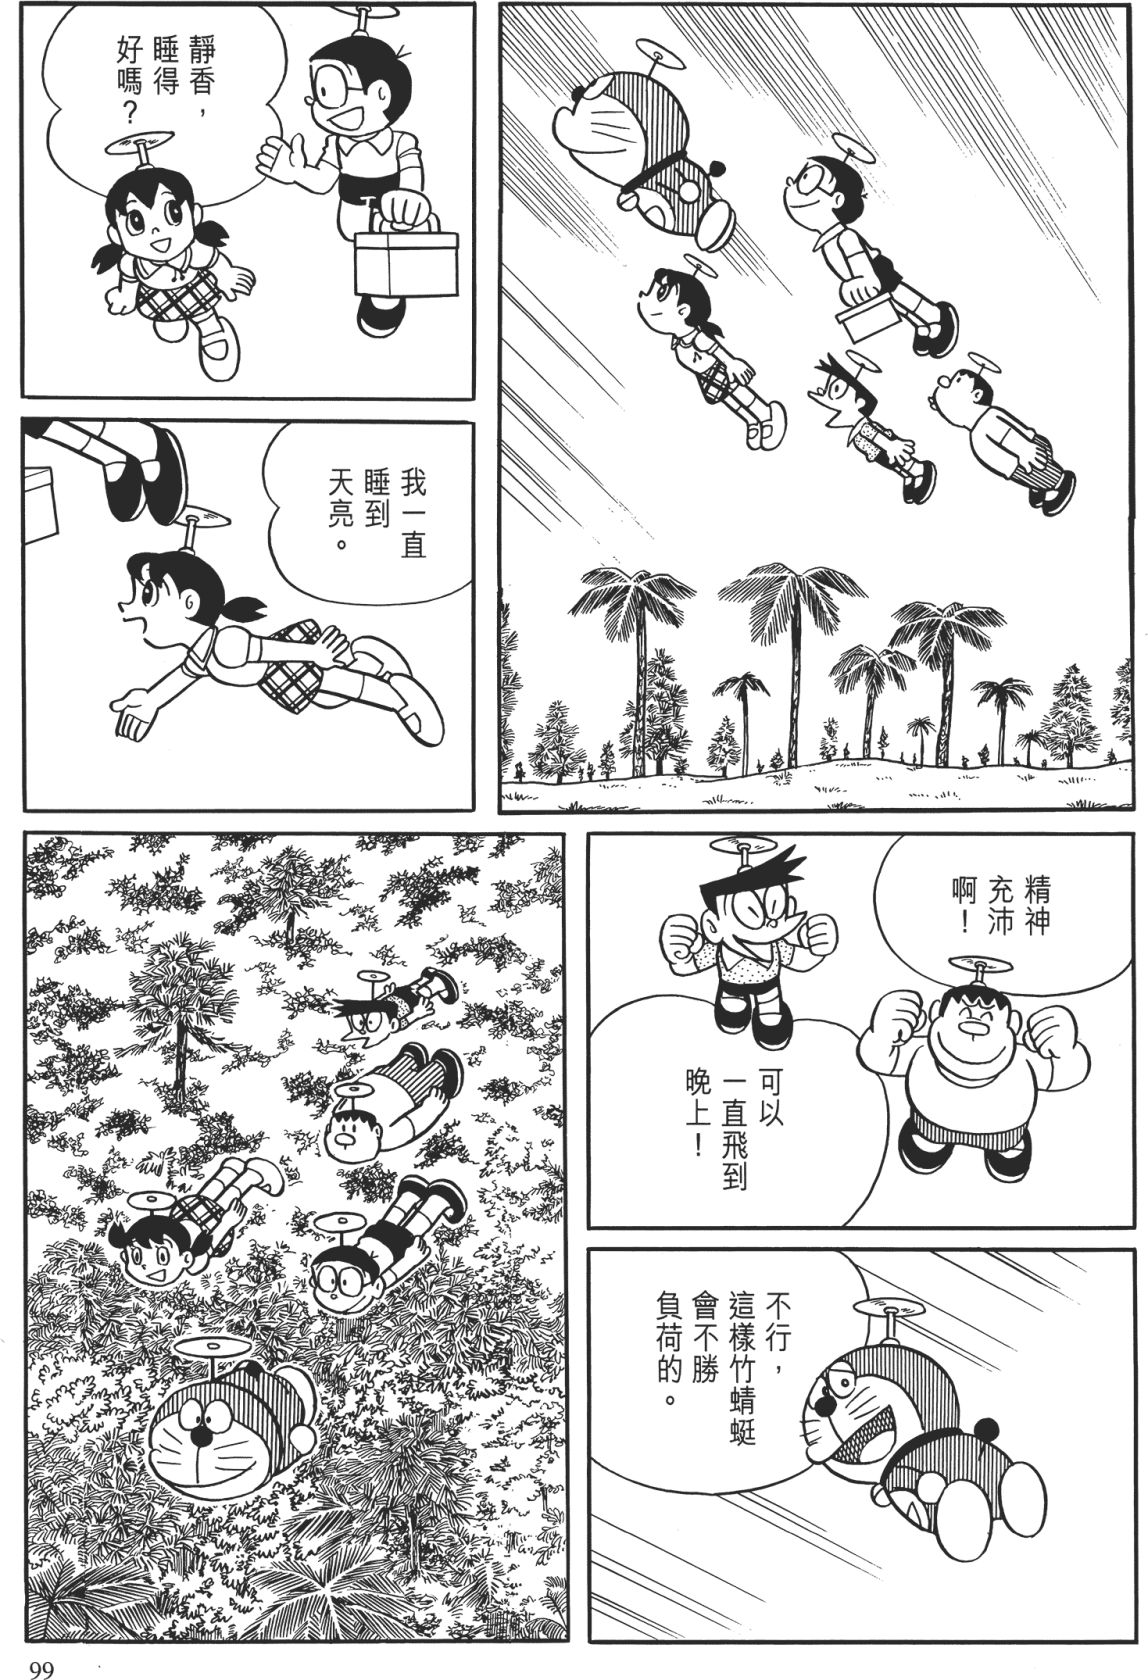 靜香，
睡得
好嗎？
我一直
睡到
天亮。
精神
充沛
啊！
可以
一直飛到
晚上！
不行，
這樣竹蜻蜓
會不勝
負荷的。
99